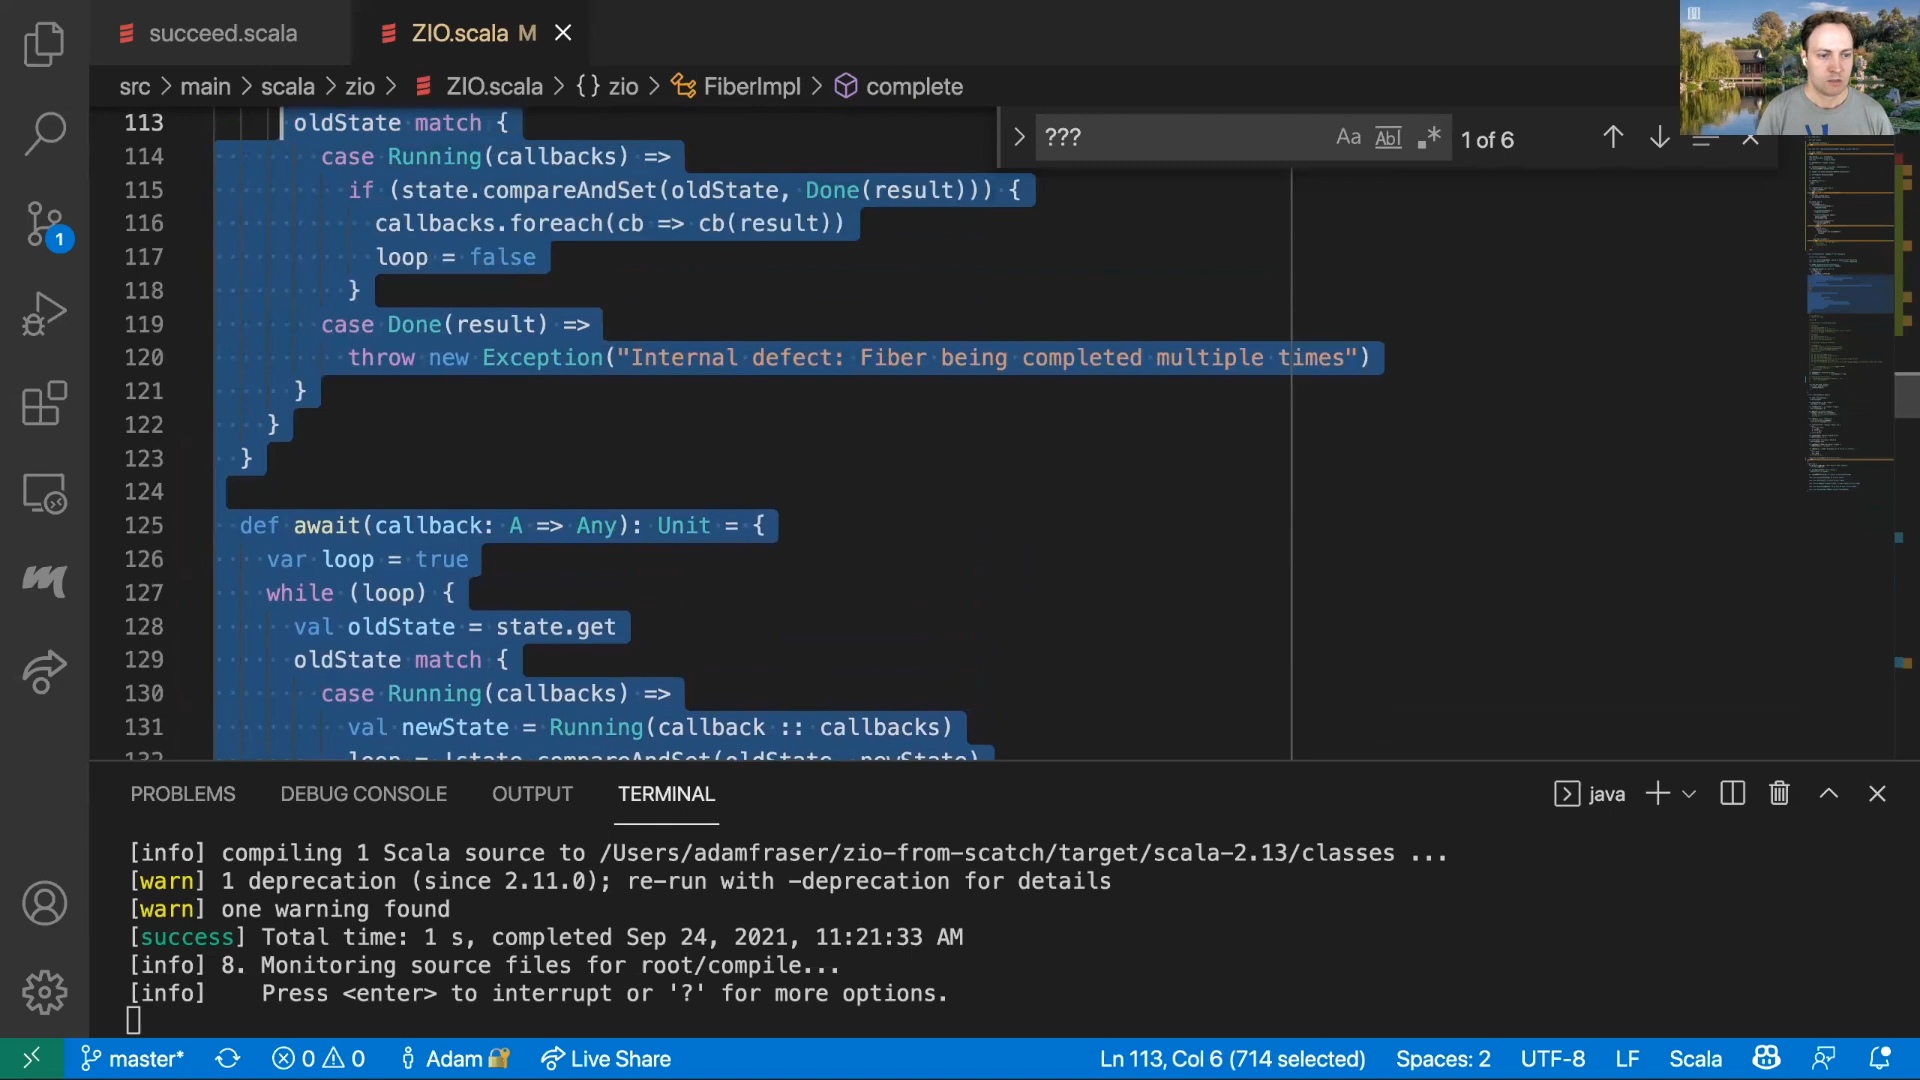 succeed.scala
ZIO.scala M
src > main > scala > zio > ZIO.scala > {} zio > FiberImpl > complete
???
Aa Abl .* 1 of 6
113 oldState match {
114 case Running(callbacks) =>
115 if (state.compareAndSet(oldState, Done(result))) {
116 callbacks.foreach(cb => cb(result))
117 loop = false
118 }
119 case Done(result) =>
120 throw new Exception("Internal defect: Fiber being completed multiple times")
121 }
122 }
123 }
124
125 def await(callback: A => Any): Unit = {
126 var loop = true
127 while (loop) {
128 val oldState = state.get
129 oldState match {
130 case Running(callbacks) =>
131 val newState = Running(callback :: callbacks)
132 loop = !state.compareAndSet(oldState, newState)
1
PROBLEMS DEBUG CONSOLE OUTPUT TERMINAL
java
[info] compiling 1 Scala source to /Users/adamfraser/zio-from-scatch/target/scala-2.13/classes ...
[warn] 1 deprecation (since 2.11.0); re-run with -deprecation for details
[warn] one warning found
[success] Total time: 1 s, completed Sep 24, 2021, 11:21:33 AM
[info] 8. Monitoring source files for root/compile...
[info] Press <enter> to interrupt or '?' for more options.
master* 0 0 Adam Live Share Ln 113, Col 6 (714 selected) Spaces: 2 UTF-8 LF Scala